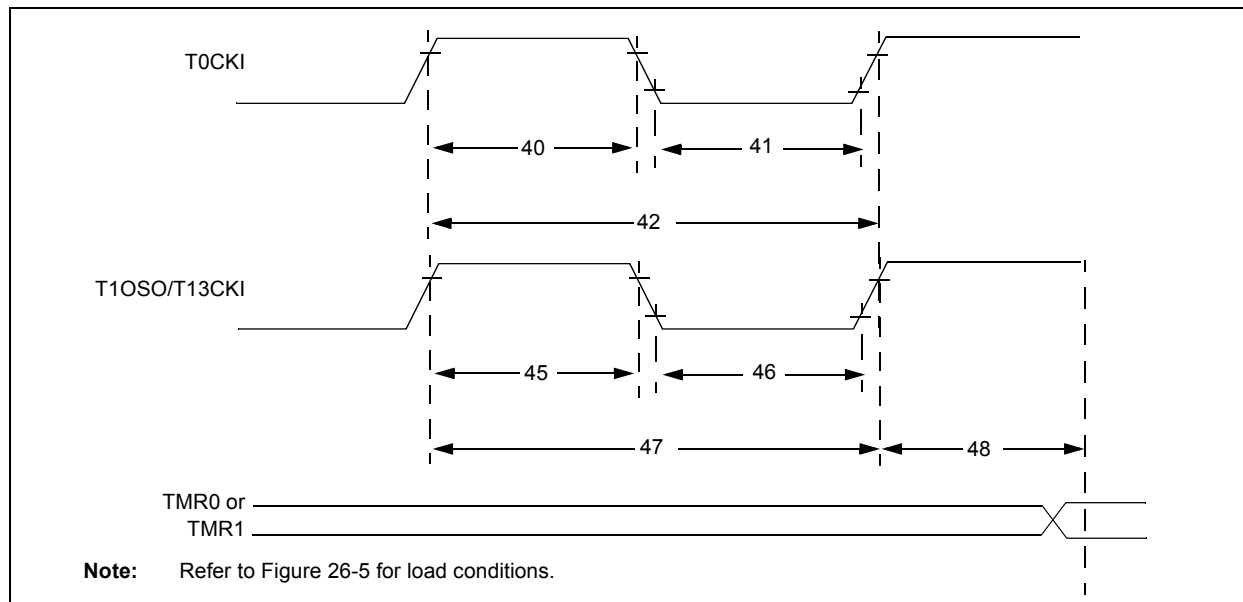 T0CKI
40
41
42
T1OSO/T13CKI
45
46
47
48
TMR0 or
TMR1
Note: Refer to Figure 26-5 for load conditions.